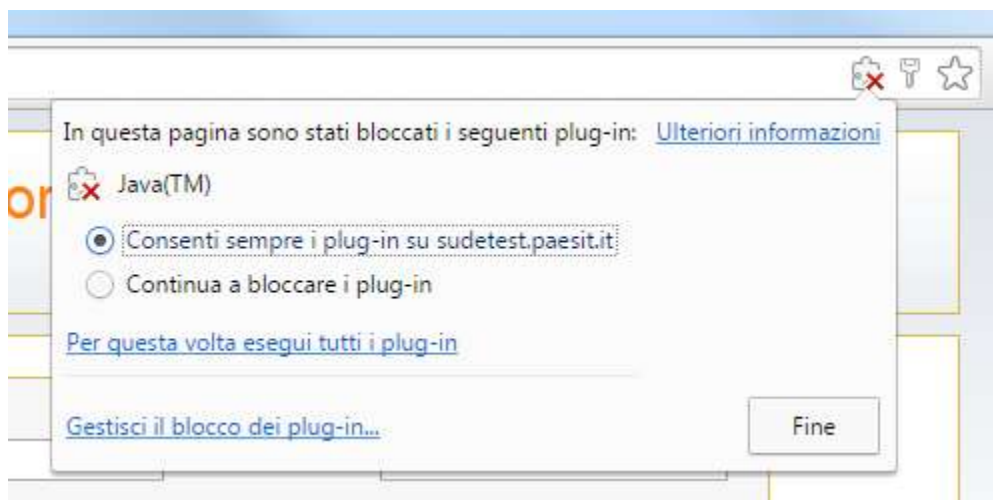 In questa pagina sono stati bloccati i seguenti plug-in: Ulteriori informazioni
Java(TM)
Consenti sempre i plug-in su sudetest.paesit.it
Continua a bloccare i plug-in
Per questa volta esegui tutti i plug-in
Gestisci il blocco dei plug-in...
Fine
or